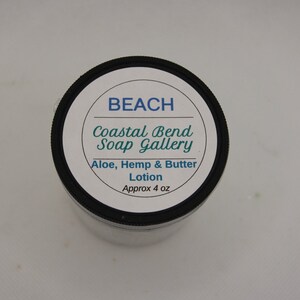 BEACH
Coastal Bend
Soap Gallery
Aloe, Hemp & Butter
Lotion
Approx 4 oz